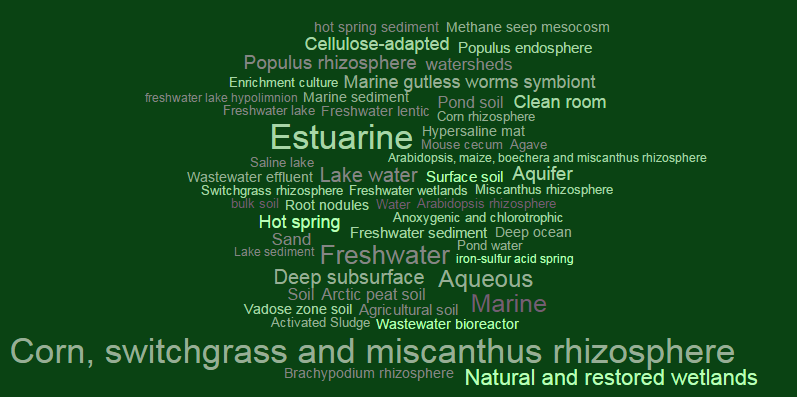 hot spring sediment Methane seep mesocosm
Cellulose-adapted Populus endosphere
Populus rhizosphere watersheds
Enrichment culture Marine gutless worms symbiont
freshwater lake hypolimnion Marine sediment Pond soil Clean room
Freshwater lake Freshwater lentic Corn rhizosphere
Estuarine Hypersaline mat
Mouse cecum Agave
Saline lake Arabidopsis, maize, boechera and miscanthus rhizosphere
Wastewater effluent Lake water Surface soil Aquifer
Switchgrass rhizosphere Freshwater wetlands Miscanthus rhizosphere
bulk soil Root nodules Water Arabidopsis rhizosphere
Hot spring Anoxygenic and chlorotrophic
Sand Freshwater sediment Deep ocean
Lake sediment Freshwater Pond water
iron-sulfur acid spring
Deep subsurface Aqueous
Soil Arctic peat soil Marine
Vadose zone soil Agricultural soil
Activated Sludge Wastewater bioreactor
Corn, switchgrass and miscanthus rhizosphere
Brachypodium rhizosphere Natural and restored wetlands